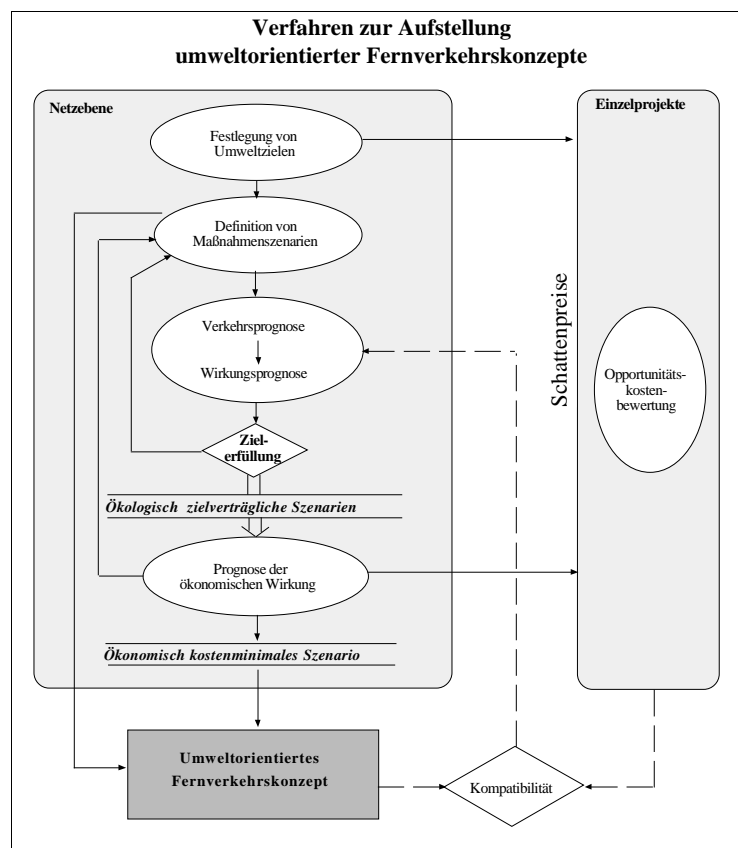 Verfahren zur Aufstellung
umweltorientierter Fernverkehrskonzepte
Netzebene
Einzelprojekte
Festlegung von
Umweltzielen
Definition von
Maßnahmenszenarien
Verkehrsprognose
Wirkungsprognose
Schattenpreise
Opportunitäts-
kosten-
bewertung
Ziel-
erfüllung
Ökologisch zielverträgliche Szenarien
Prognose der
ökonomischen Wirkung
Ökonomisch kostenminimales Szenario
Umweltorientiertes
Fernverkehrskonzept
Kompatibilität